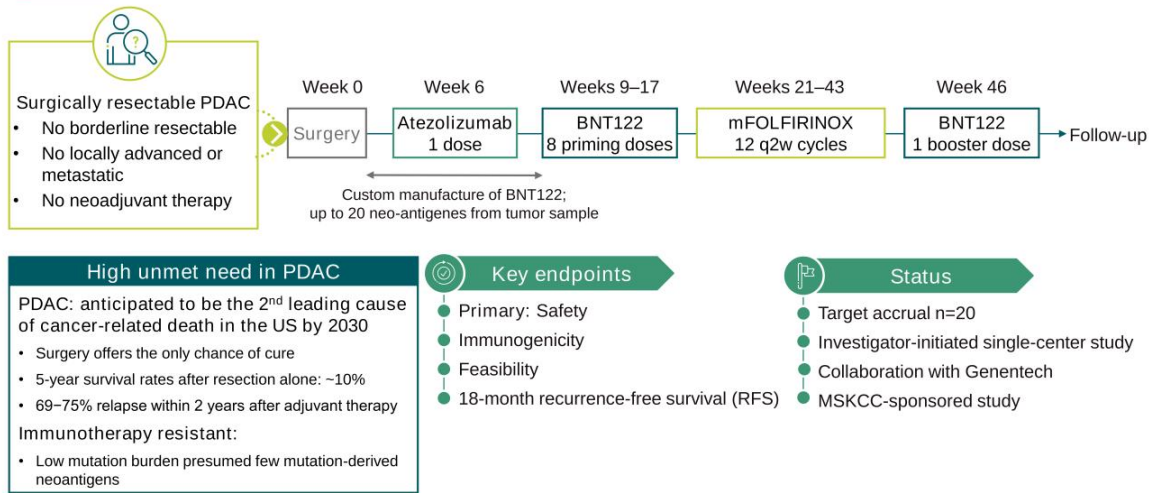 ?
Surgically resectable PDAC
• No borderline resectable
• No locally advanced or
metastatic
• No neoadjuvant therapy
Week 0
Surgery
Week 6
Atezolizumab
1 dose
Weeks 9–17
BNT122
8 priming doses
Weeks 21–43
mFOLFIRINOX
12 q2w cycles
Week 46
BNT122
1 booster dose
Follow-up
Custom manufacture of BNT122;
up to 20 neo-antigenes from tumor sample
High unmet need in PDAC
PDAC: anticipated to be the 2nd leading cause
of cancer-related death in the US by 2030
• Surgery offers the only chance of cure
• 5-year survival rates after resection alone: ~10%
• 69–75% relapse within 2 years after adjuvant therapy
Immunotherapy resistant:
• Low mutation burden presumed few mutation-derived
neoantigens
Key endpoints
Primary: Safety
Immunogenicity
Feasibility
18-month recurrence-free survival (RFS)
Status
Target accrual n=20
Investigator-initiated single-center study
Collaboration with Genentech
MSKCC-sponsored study